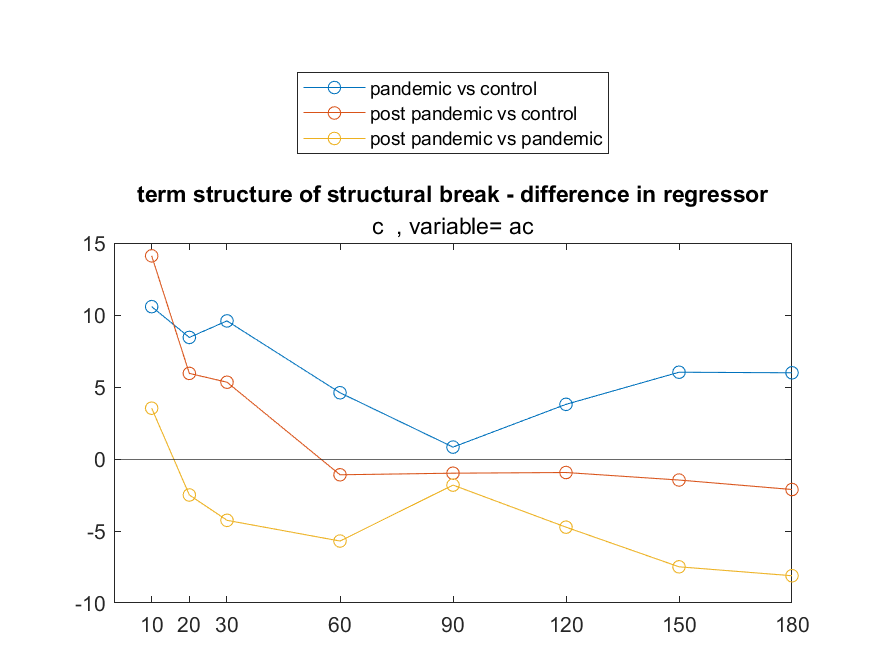 pandemic vs control
post pandemic vs control
post pandemic vs pandemic
term structure of structural break - difference in regressor
c  , variable= ac
15
10
5
0
-5
-10
10 20 30 60 90 120 150 180